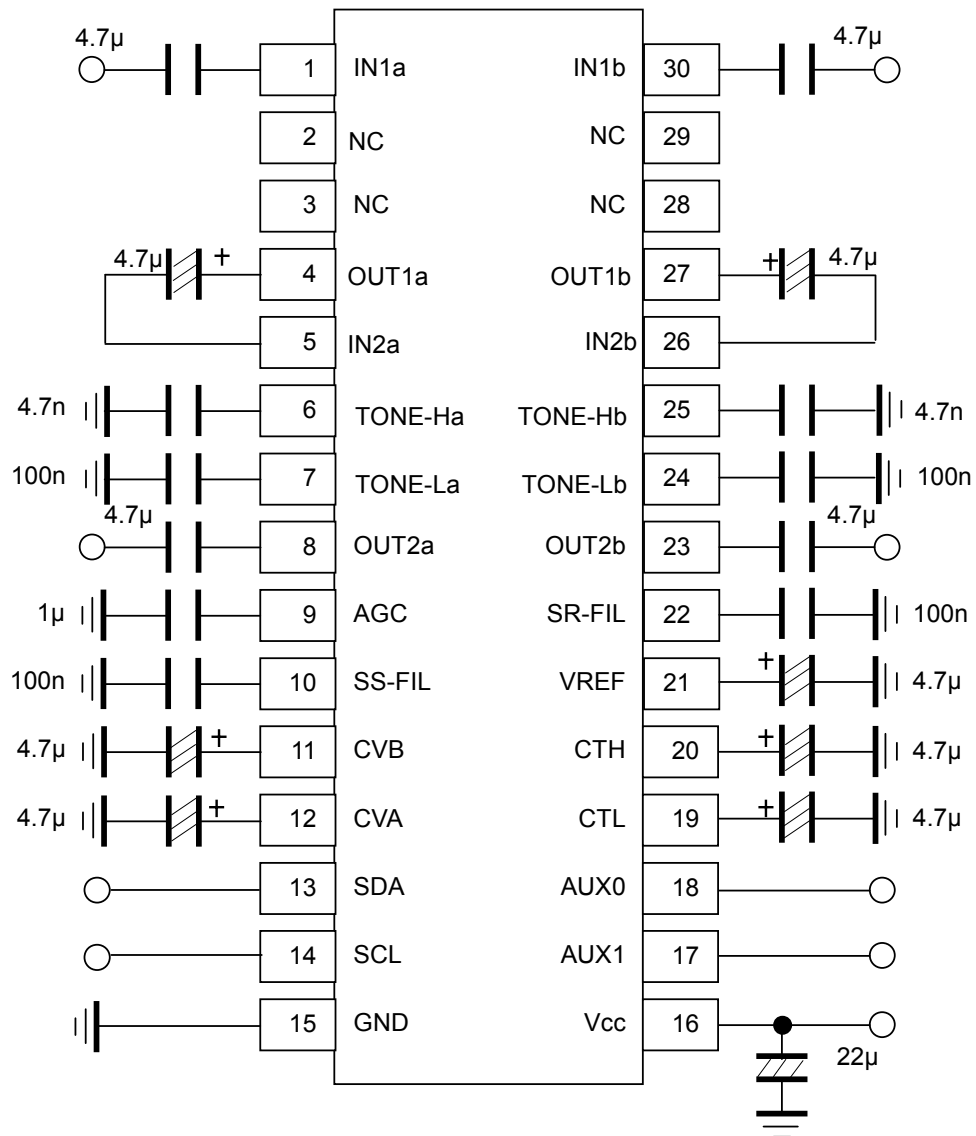 4.7µ 1 IN1a IN1b 30 4.7µ
2 NC NC 29
3 NC NC 28
4.7µ + 4 OUT1a OUT1b 27 + 4.7µ
5 IN2a IN2b 26
4.7n 6 TONE-Ha TONE-Hb 25 4.7n
100n 7 TONE-La TONE-Lb 24 100n
4.7µ 8 OUT2a OUT2b 23 4.7µ
1µ 9 AGC SR-FIL 22 100n
100n 10 SS-FIL VREF 21 + 4.7µ
4.7µ + 11 CVB CTH 20 + 4.7µ
4.7µ + 12 CVA CTL 19 + 4.7µ
13 SDA AUX0 18
14 SCL AUX1 17
15 GND Vcc 16
22µ